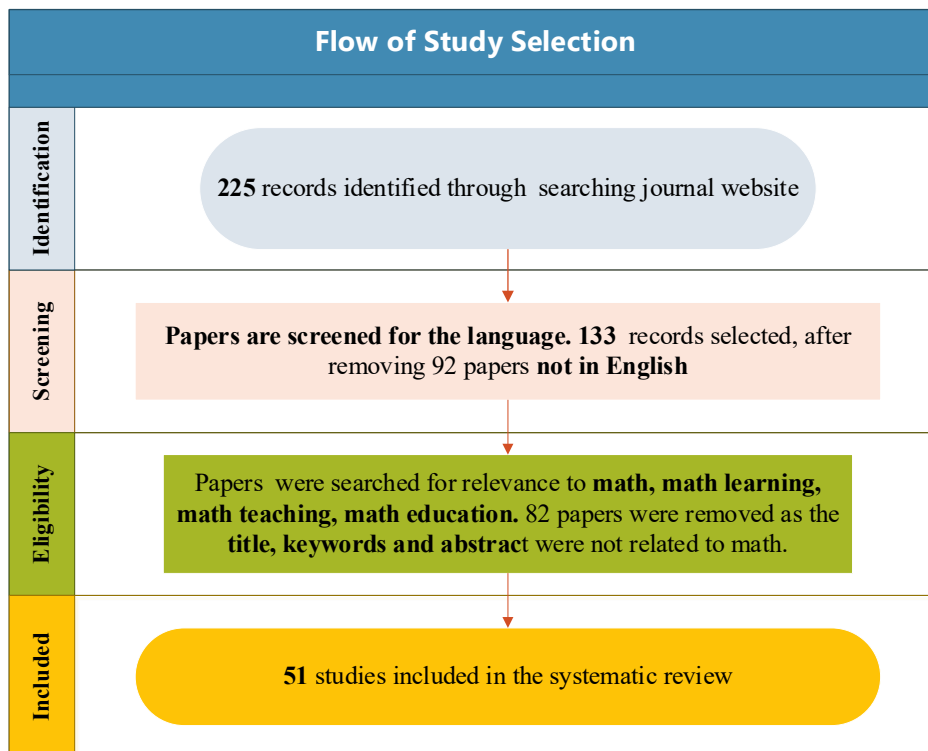 Flow of Study Selection
Identification
225 records identified through searching journal website
Screening
Papers are screened for the language. 133 records selected, after
removing 92 papers not in English
Eligibility
Papers were searched for relevance to math, math learning,
math teaching, math education. 82 papers were removed as the
title, keywords and abstract were not related to math.
Included
51 studies included in the systematic review